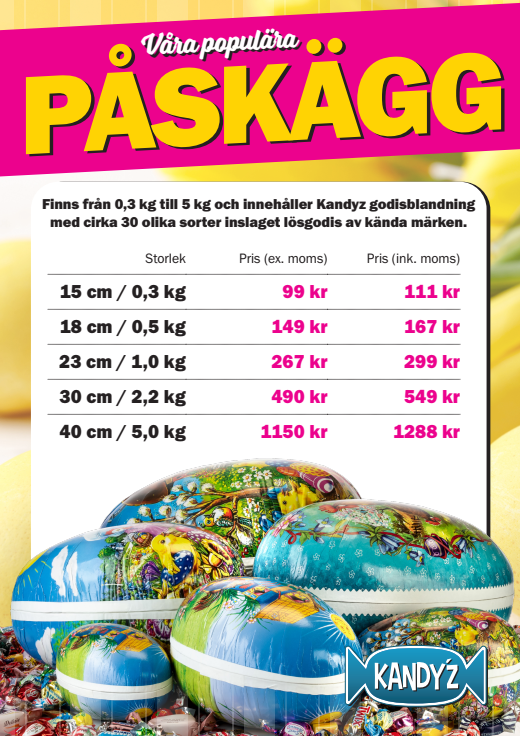 Våra populära
PÅSKÄGG
Finns från 0,3 kg till 5 kg och innehåller Kandyz godisblandning
med cirka 30 olika sorter inslaget lösgodis av kända märken.
Storlek Pris (ex. moms) Pris (ink. moms)
15 cm / 0,3 kg 99 kr 111 kr
18 cm / 0,5 kg 149 kr 167 kr
23 cm / 1,0 kg 267 kr 299 kr
30 cm / 2,2 kg 490 kr 549 kr
40 cm / 5,0 kg 1150 kr 1288 kr
KANDY'Z